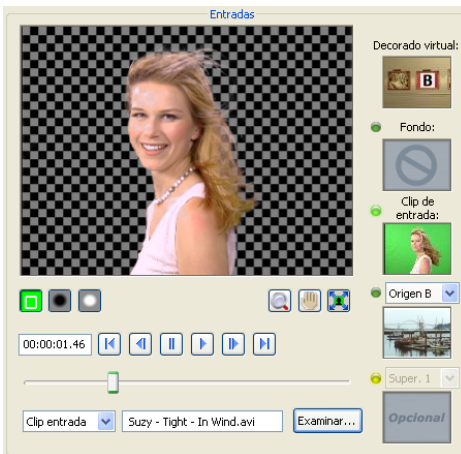 Entradas
Decorado virtual:
B
Fondo:
Clip de
entrada:
Origen B
00:00:01.46
Super. 1
Clip entrada
Suzy - Tight - In Wind.avi
Examinar...
Opcional